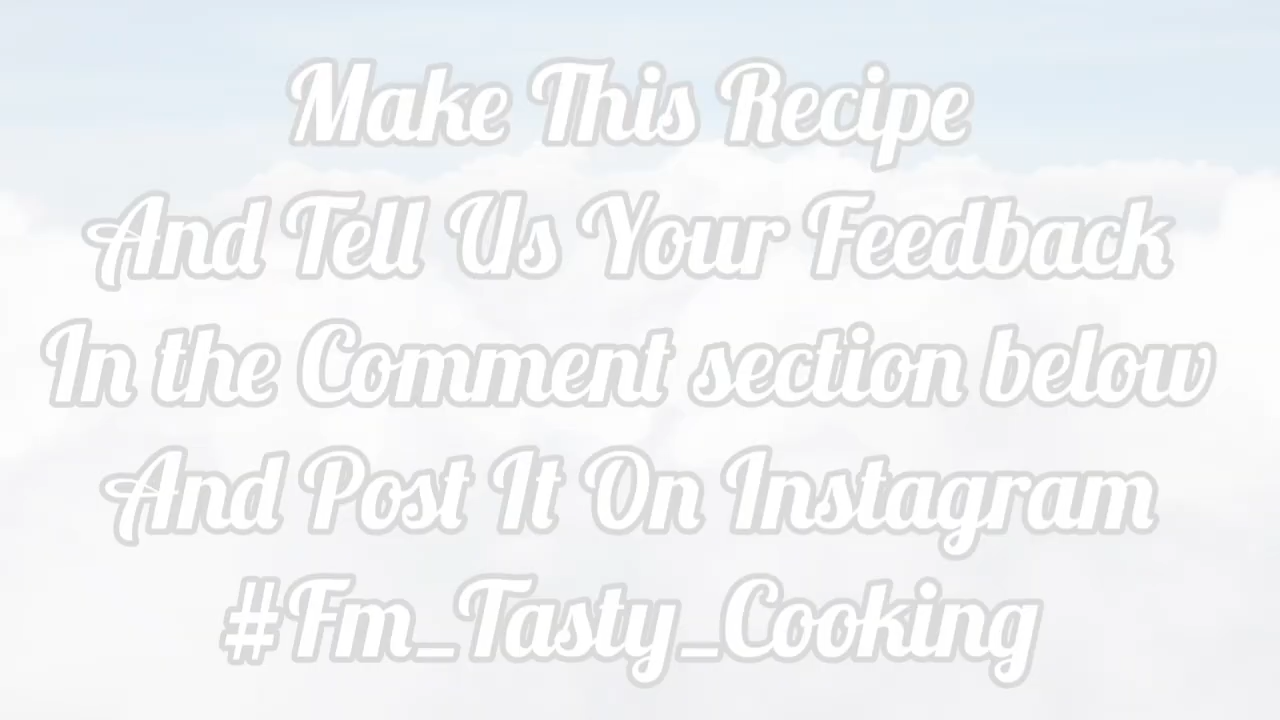 Make This Recipe
And Tell Us Your Feedback
In the Comment section below
And Post It On Instagram
#Fm_Tasty_Cooking